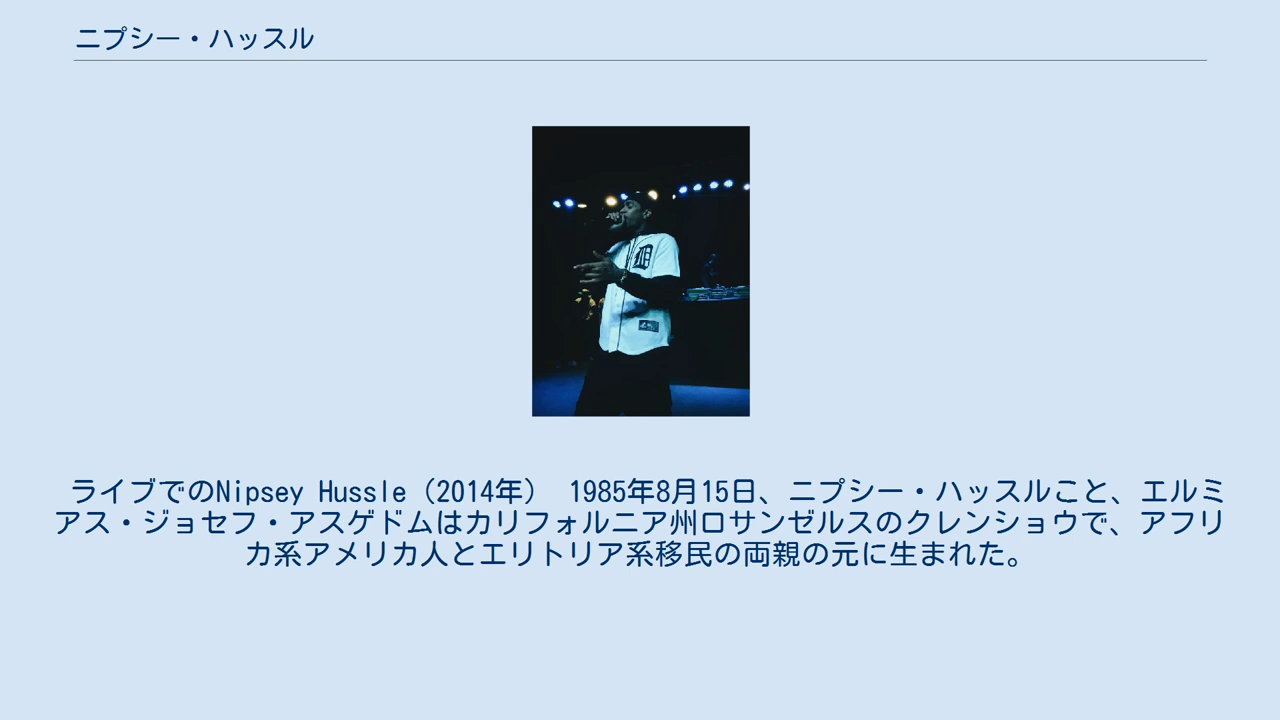 ニプシー・ハッスル
ライブでのNipsey Hussle（2014年） 1985年8月15日、ニプシー・ハッスルこと、エルミ
アス・ジョセフ・アスゲドムはカリフォルニア州ロサンゼルスのクレンショウで、アフリ
カ系アメリカ人とエリトリア系移民の両親の元に生まれた。